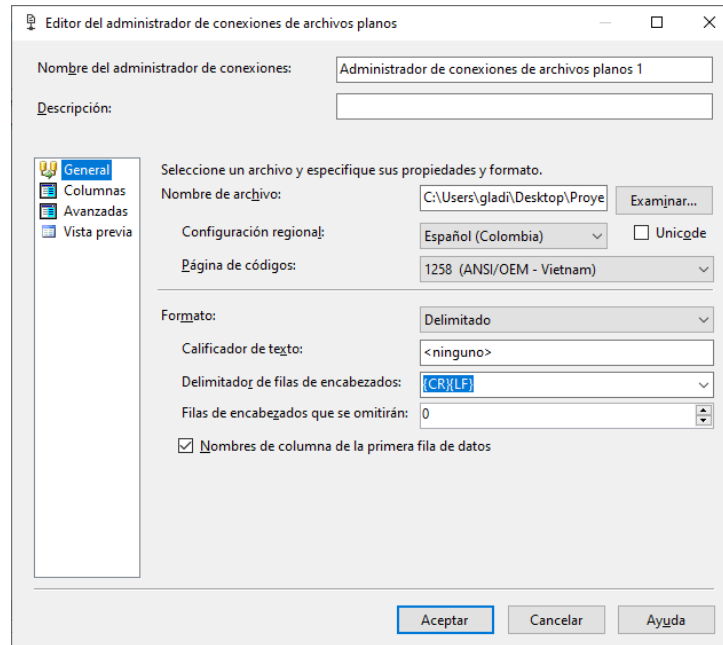 Editor del administrador de conexiones de archivos planos
Nombre del administrador de conexiones: Administrador de conexiones de archivos planos 1
Descripción:
General
Columnas
Avanzadas
Vista previa
Seleccione un archivo y especifique sus propiedades y formato.
Nombre de archivo: C:\Users\gladi\Desktop\Proye Examinar...
Configuración regional: Español (Colombia) Unicode
Página de códigos: 1258 (ANSI/OEM - Vietnam)
Formato: Delimitado
Calificador de texto: <ninguno>
Delimitador de filas de encabezados: {CR}{LF}
Filas de encabezados que se omitirán: 0
Nombres de columna de la primera fila de datos
Aceptar Cancelar Ayuda